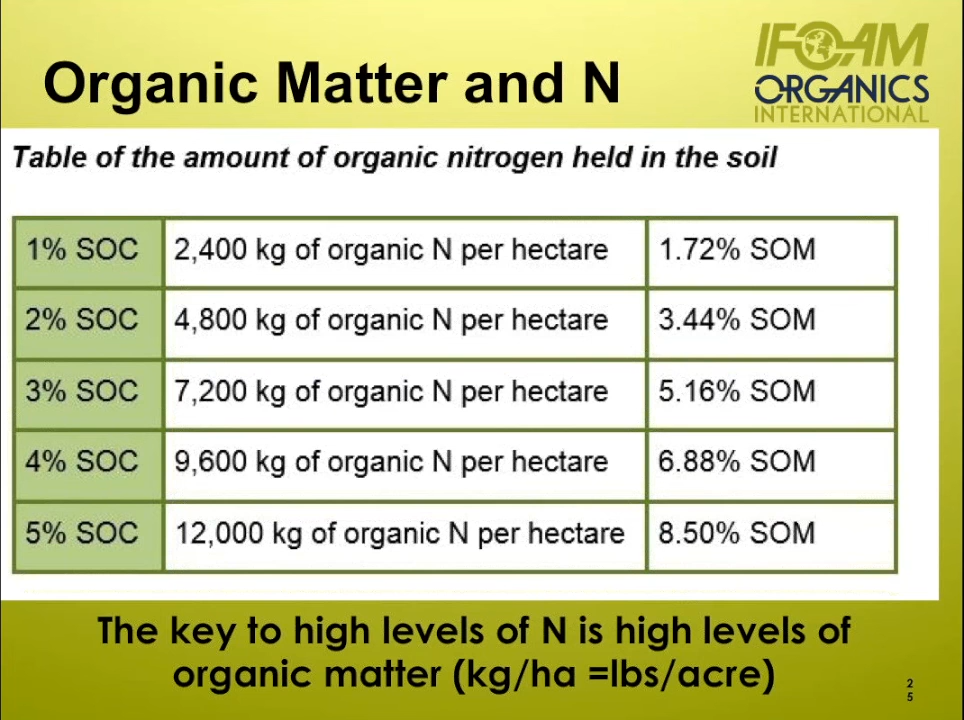 Organic Matter and N
IFOAM
ORGANICS
INTERNATIONAL
Table of the amount of organic nitrogen held in the soil
1% SOC 2,400 kg of organic N per hectare 1.72% SOM
2% SOC 4,800 kg of organic N per hectare 3.44% SOM
3% SOC 7,200 kg of organic N per hectare 5.16% SOM
4% SOC 9,600 kg of organic N per hectare 6.88% SOM
5% SOC 12,000 kg of organic N per hectare 8.50% SOM
The key to high levels of N is high levels of
organic matter (kg/ha =lbs/acre)
2
5